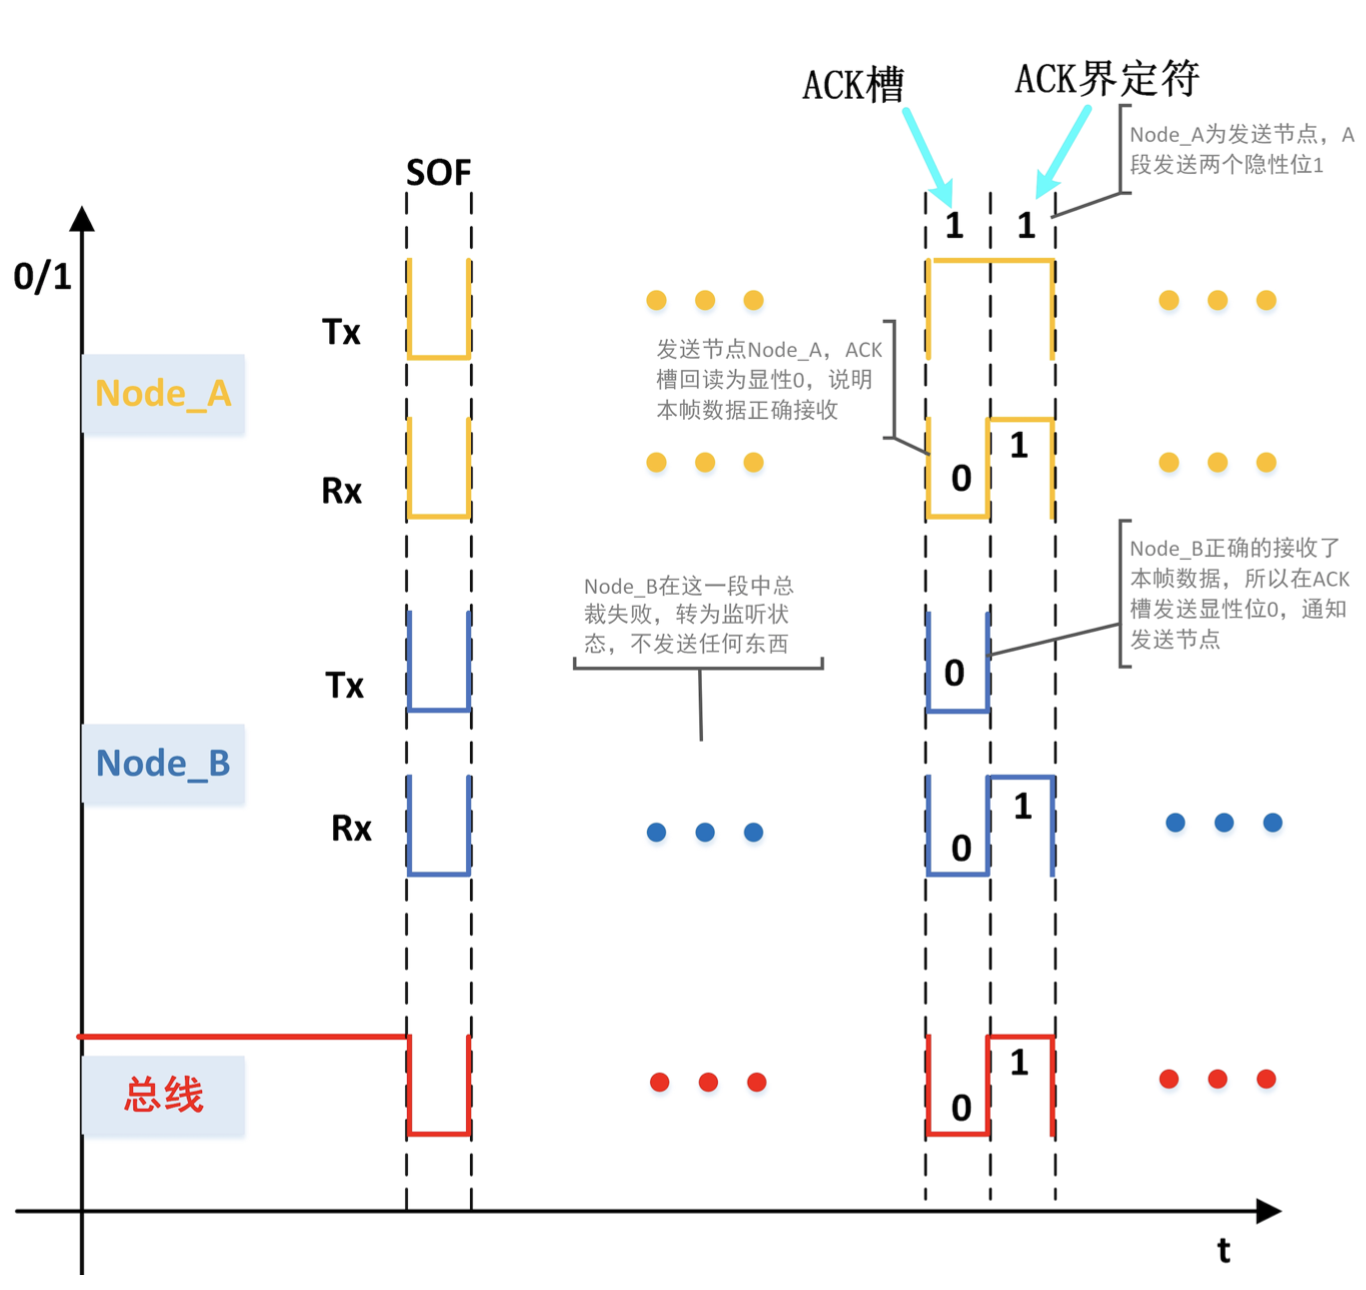 ACK槽
ACK界定符
Node_A为发送节点，A
段发送两个隐性位1
SOF
1
1
0/1
Tx
发送节点Node_A，ACK
槽回读为显性0，说明
本帧数据正确接收
Node_A
1
Rx
0
Node_B正确的接收了
本帧数据，所以在ACK
槽发送显性位0，通知
发送节点
Node_B在这一段中总
裁失败，转为监听状
态，不发送任何东西
Tx
0
Node_B
1
Rx
0
1
总线
0
t